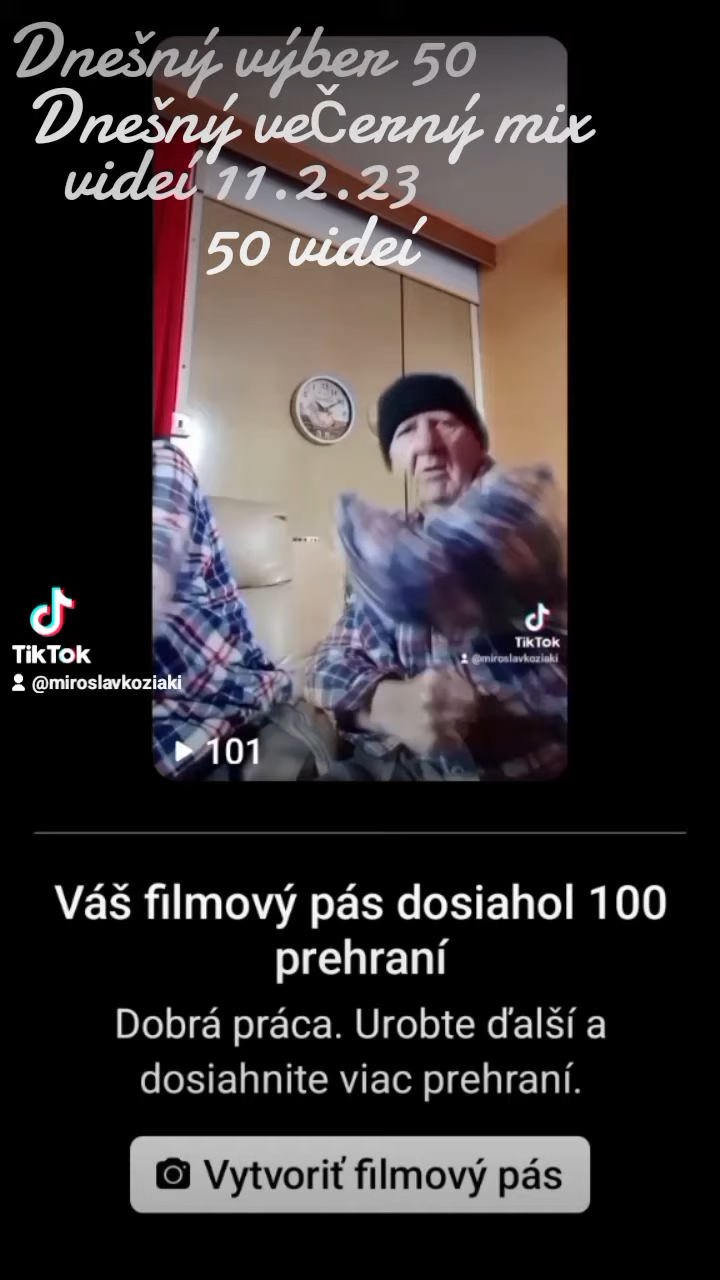 Dnešný výber 50
Dnešný veČerný mix
videí 11.2.23
50 videí
TikTok
@miroslavkoziaki
TikTok
@miroslavkoziaki
101
Váš filmový pás dosiahol 100
prehraní
Dobrá práca. Urobte ďalší a
dosiahnite viac prehraní.
Vytvoriť filmový pás